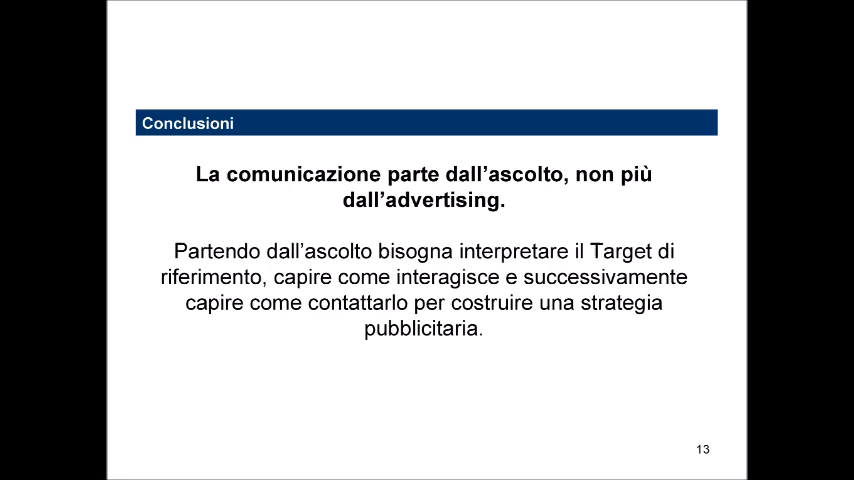 Conclusioni
La comunicazione parte dall'ascolto, non più
dall'advertising.
Partendo dall'ascolto bisogna interpretare il Target di
riferimento, capire come interagisce e successivamente
capire come contattarlo per costruire una strategia
pubblicitaria.
13